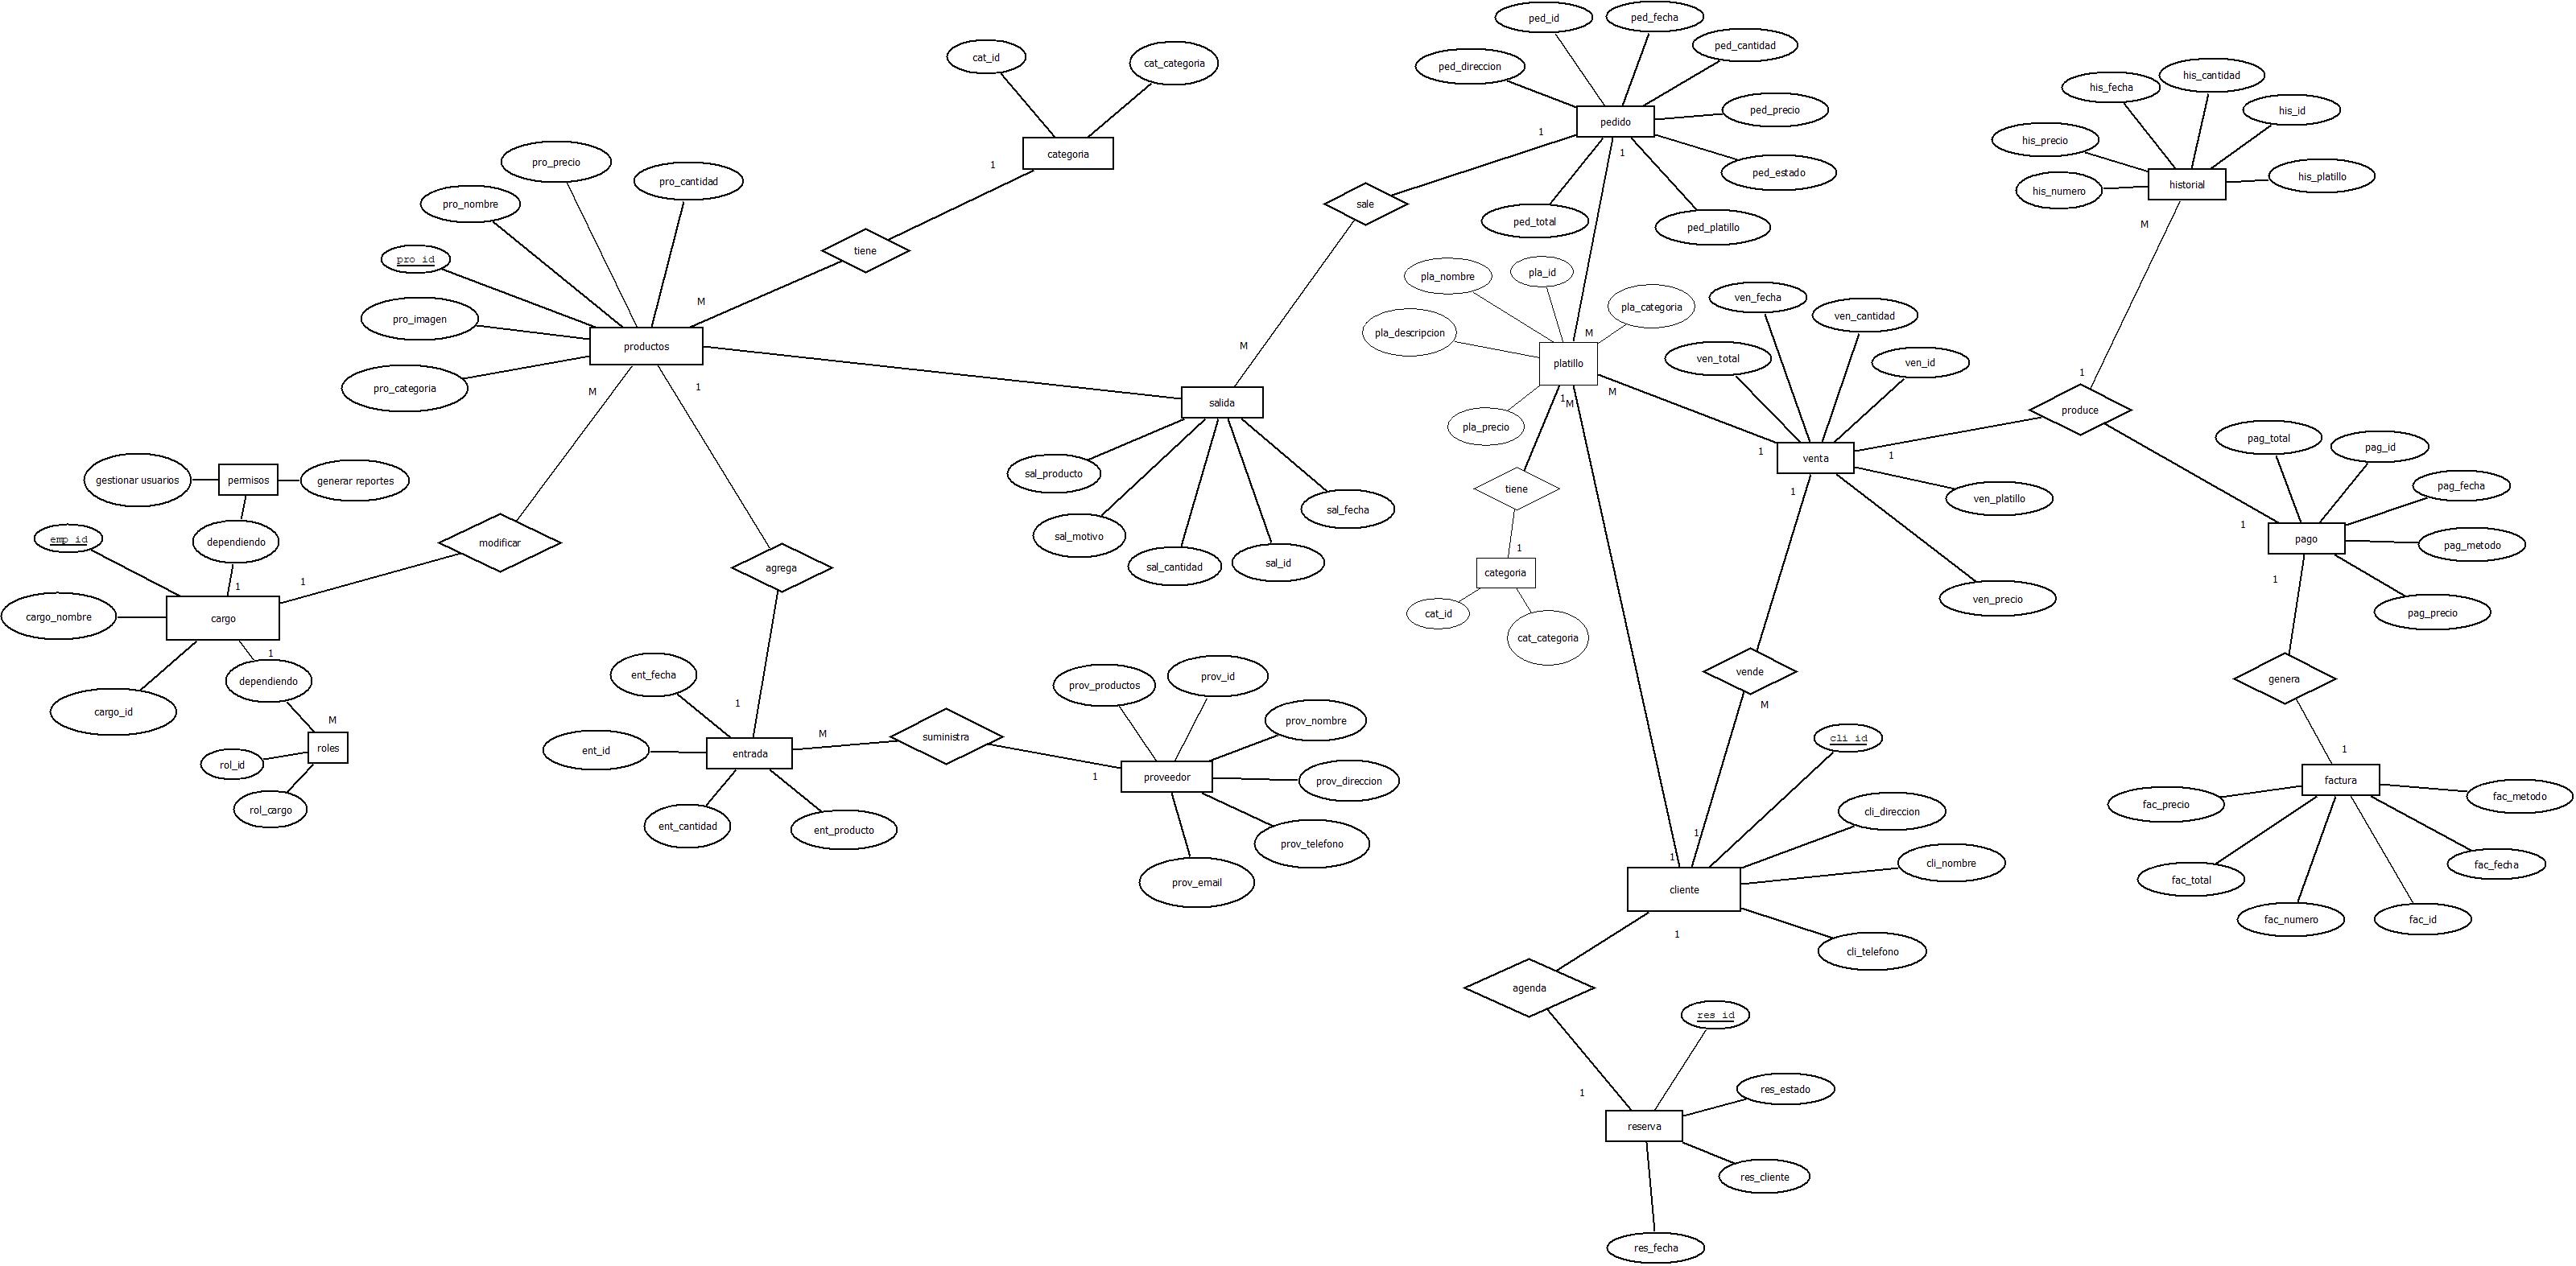 ped_id
ped_fecha
ped_cantidad
ped_direccion
ped_precio
pedido
1
1
ped_estado
ped_total
ped_platillo
cat_id
cat_categoria
categoria
1
his_cantidad
his_fecha
his_id
his_precio
his_platillo
his_numero
historial
M
pro_precio
pro_cantidad
pro_nombre
pro_id
pro_imagen
pro_categoria
productos
M
M
1
tiene
sale
M
pla_nombre
pla_id
pla_categoria
pla_descripcion
M
platillo
pla_precio
1
M
M
ven_fecha
ven_cantidad
ven_total
ven_id
venta
1
1
1
ven_platillo
ven_precio
1
produce
1
pag_total
pag_id
pag_fecha
pag_metodo
pago
1
pag_precio
salida
sal_producto
sal_motivo
sal_cantidad
sal_id
sal_fecha
tiene
1
categoria
cat_id
cat_categoria
gestionar usuarios
permisos
generar reportes
dependiendo
emp_id
1
1
modificar
agrega
cargo_nombre
cargo
cargo_id
1
dependiendo
M
roles
rol_id
rol_cargo
ent_fecha
1
ent_id
entrada
M
ent_cantidad
ent_producto
suministra
1
prov_productos
prov_id
prov_nombre
proveedor
prov_direccion
prov_telefono
prov_email
vende
M
genera
1
cli_id
cli_direccion
cli_nombre
1
1
cliente
cli_telefono
1
factura
fac_precio
fac_metodo
fac_total
fac_fecha
fac_numero
fac_id
agenda
1
res_id
res_estado
reserva
res_cliente
res_fecha